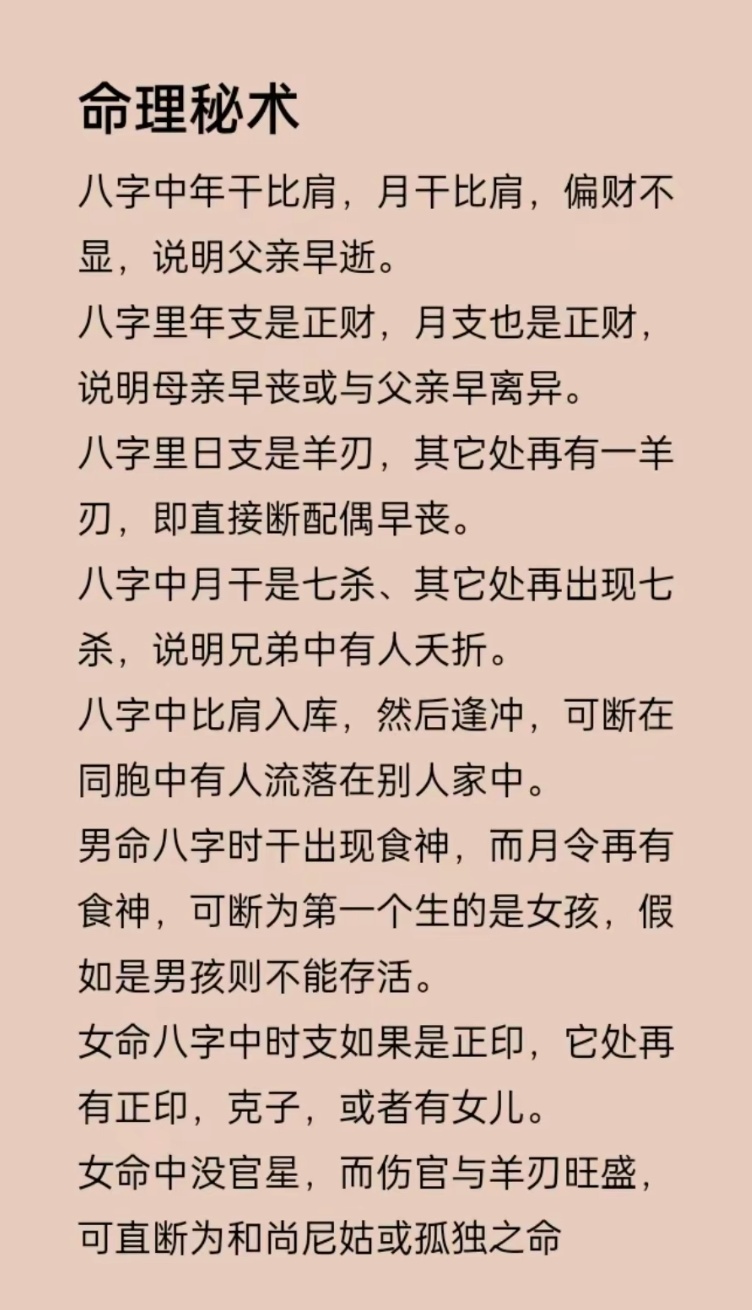 命理秘术
八字中年干比肩，月干比肩，偏财不
显，说明父亲早逝。
八字里年支是正财，月支也是正财，
说明母亲早丧或与父亲早离异。
八字里日支是羊刃，其它处再有一羊
刃，即直接断配偶早丧。
八字中月干是七杀、其它处再出现七
杀，说明兄弟中有人夭折。
八字中比肩入库，然后逢冲，可断在
同胞中有人流落在别人家中。
男命八字时干出现食神，而月令再有
食神，可断为第一个生的是女孩，假
如是男孩则不能存活。
女命八字中时支如果是正印，它处再
有正印，克子，或者有女儿。
女命中没官星，而伤官与羊刃旺盛，
可直断为和尚尼姑或孤独之命